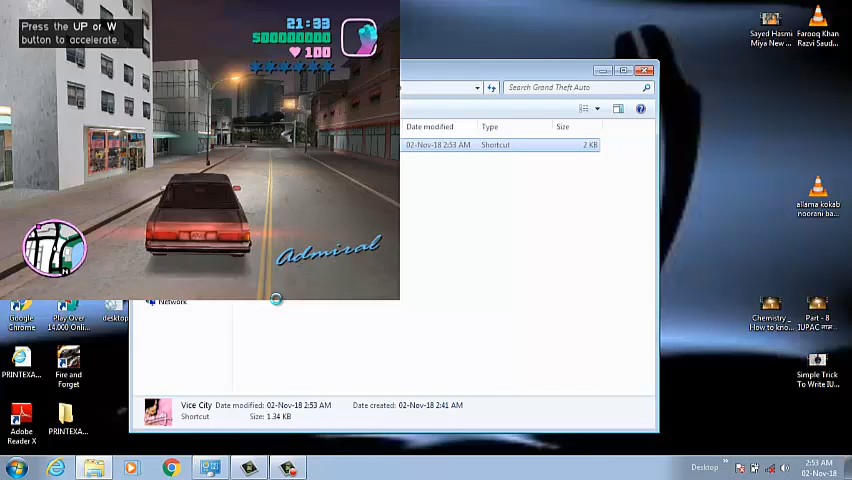 Press the UP or W
button to accelerate.
21:33
$00000000
100
Admiral
Search Grand Theft Auto
Date modified
Type
Size
02-Nov-18 2:53 AM
Shortcut
2 KB
Network
Vice City
Date modified: 02-Nov-18 2:53 AM
Date created: 02-Nov-18 2:41 AM
Shortcut
Size: 1.34 KB
Sayed Hasmi
Miya New ...
Farooq Khan
Razvi Saud...
allama kokab
noorani ba...
Chemistry _
How to kno...
Part - 8
IUPAC नाम...
Simple Trick
To Write IU...
Google
Chrome
Play Over
14,000 Onli...
desktop
PRINTEXA...
Fire and
Forget
Adobe
Reader X
PRINTEXA...
Desktop
2:53 AM
02-Nov-18